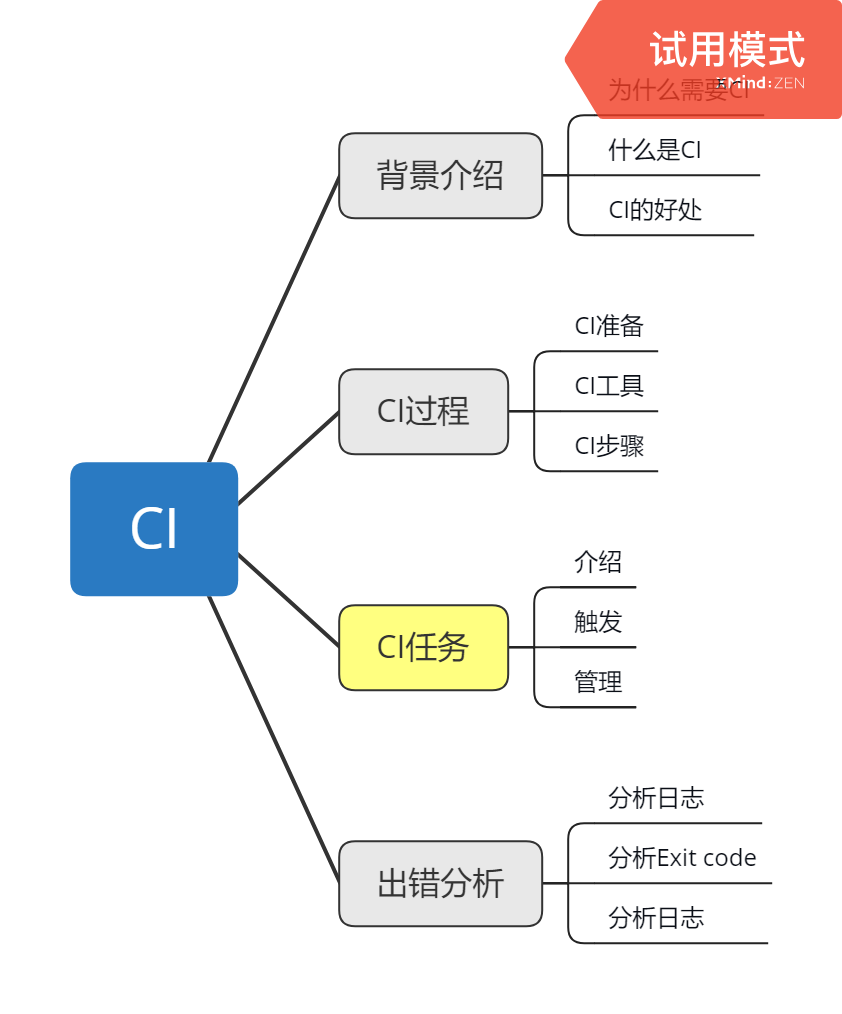 试用模式
XMind:ZEN
为什么需要CI
背景介绍
什么是CI
CI的好处
CI准备
CI过程
CI工具
CI步骤
CI
介绍
CI任务
触发
管理
分析日志
出错分析
分析Exit code
分析日志